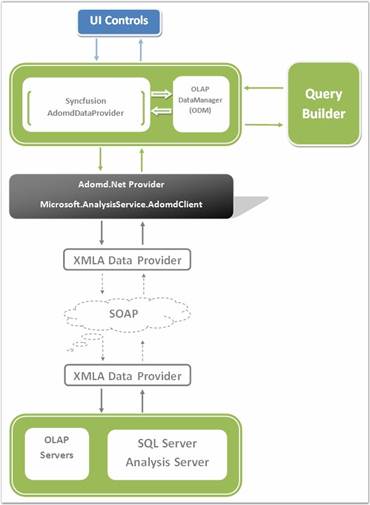 UI Controls
Syncfusion
AdomdDataProvider
OLAP
DataManager
(ODM)
Query
Builder
Adomd.Net Provider
Microsoft.AnalysisService.AdomdClient
XMLA Data Provider
SOAP
XMLA Data Provider
OLAP
Servers
SQL Server
Analysis Server